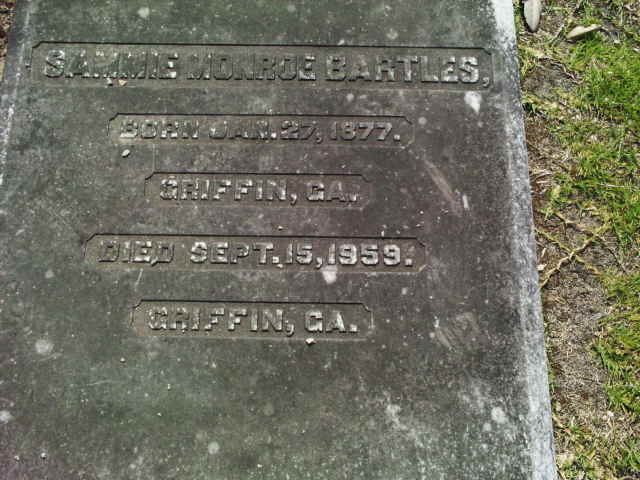 SAMMIE MONROE BARTLES,
BORN JAN. 27, 1877.
GRIFFIN, GA.,
DIED SEPT. 15, 1959.
GRIFFIN, GA.